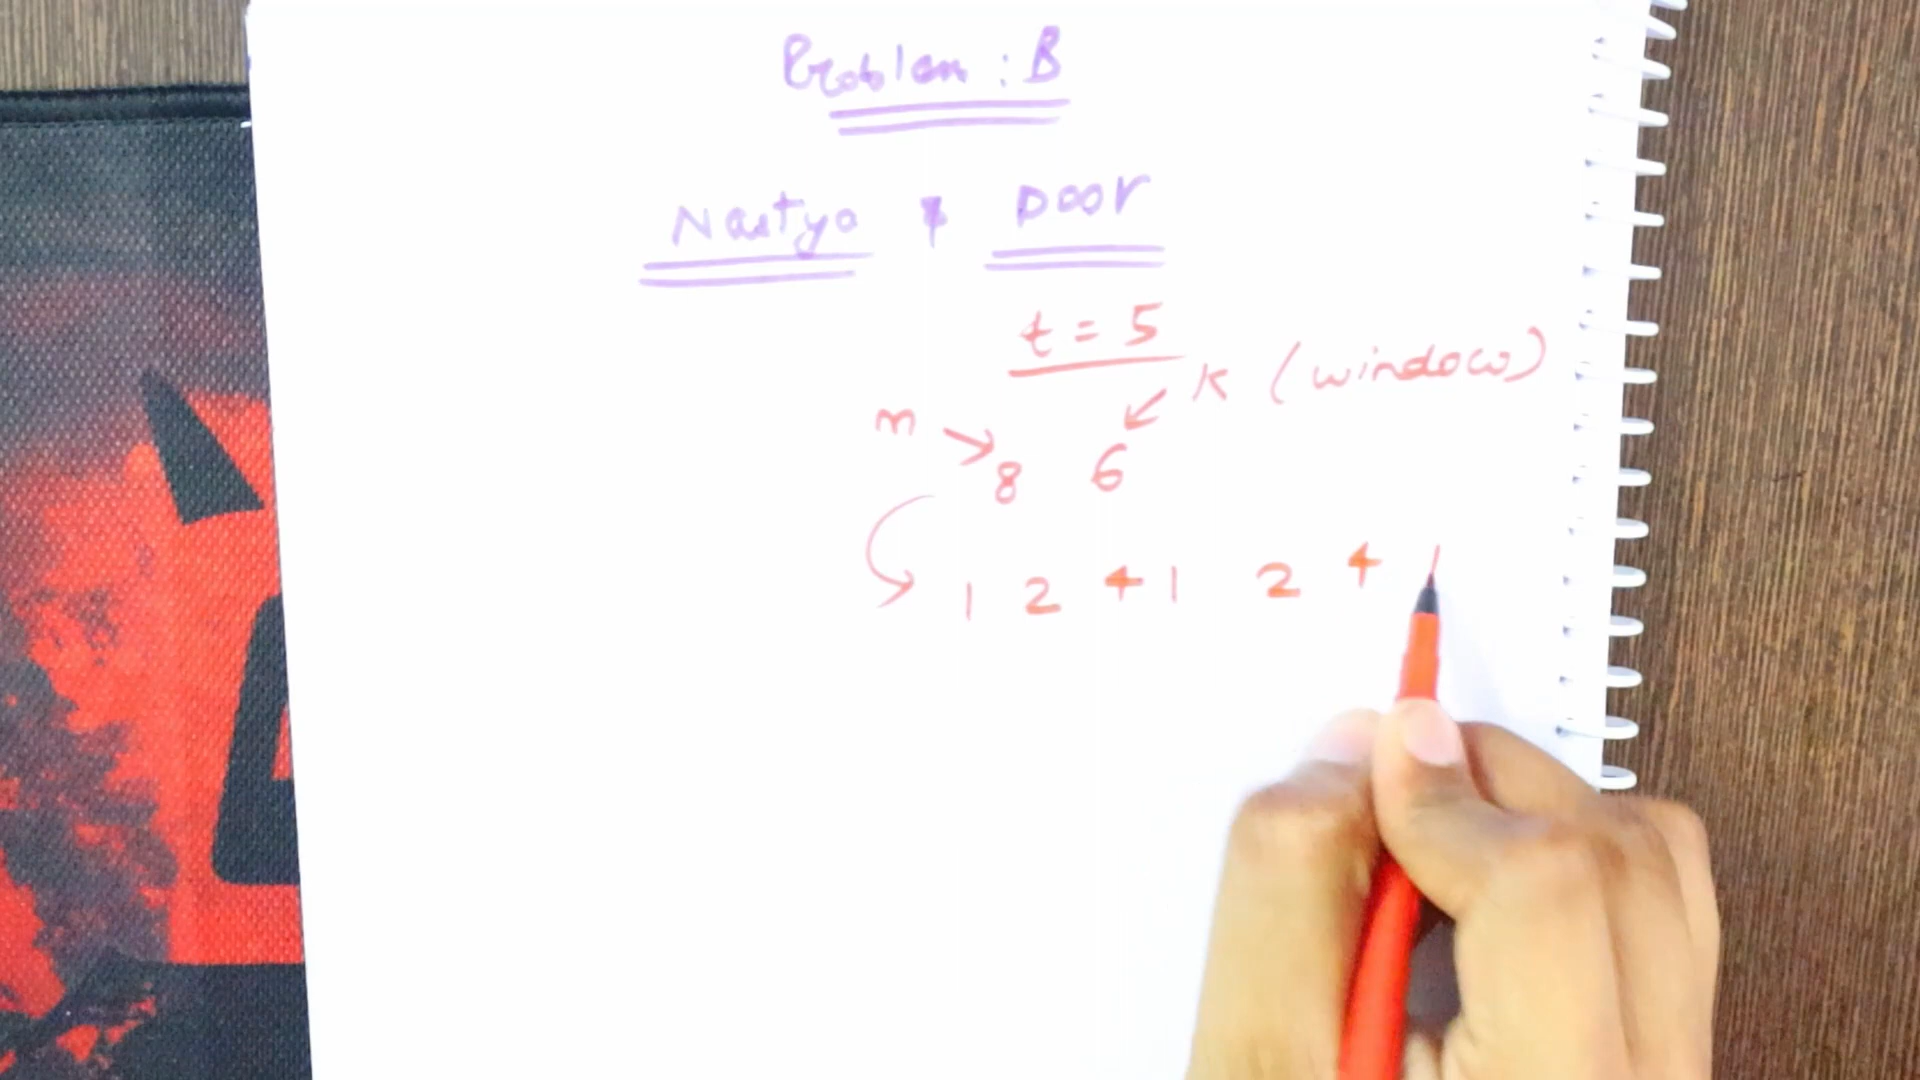 Problem : B
Nastya & Door
t = 5
K (window)
n → 8 6
1 2 4 1 2 4 1